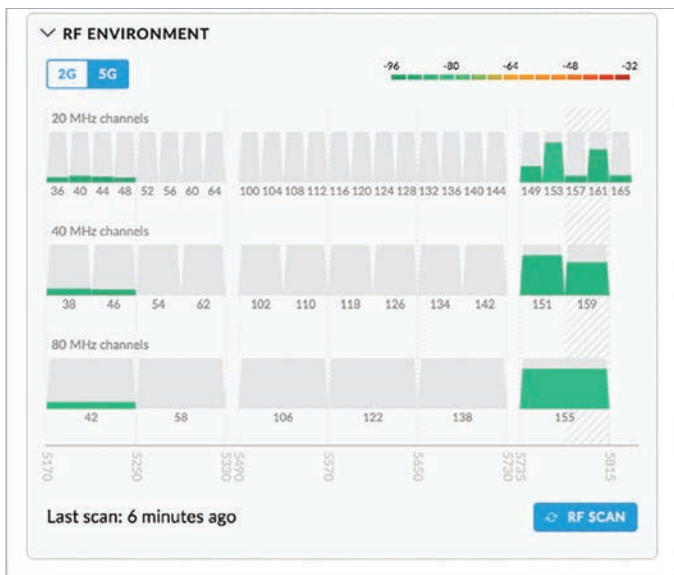 RF ENVIRONMENT
2G 5G
-96 -80 -64 -48 -32
20 MHz channels
36 40 44 48 52 56 60 64 100 104 108 112 116 120 124 128 132 136 140 144 149 153 157 161 165
40 MHz channels
38 46 54 62 102 110 118 126 134 142 151 159
80 MHz channels
42 58 106 122 138 155
5170 5250 5330 5490 5570 5650 5730 5735 5815
Last scan: 6 minutes ago
RF SCAN